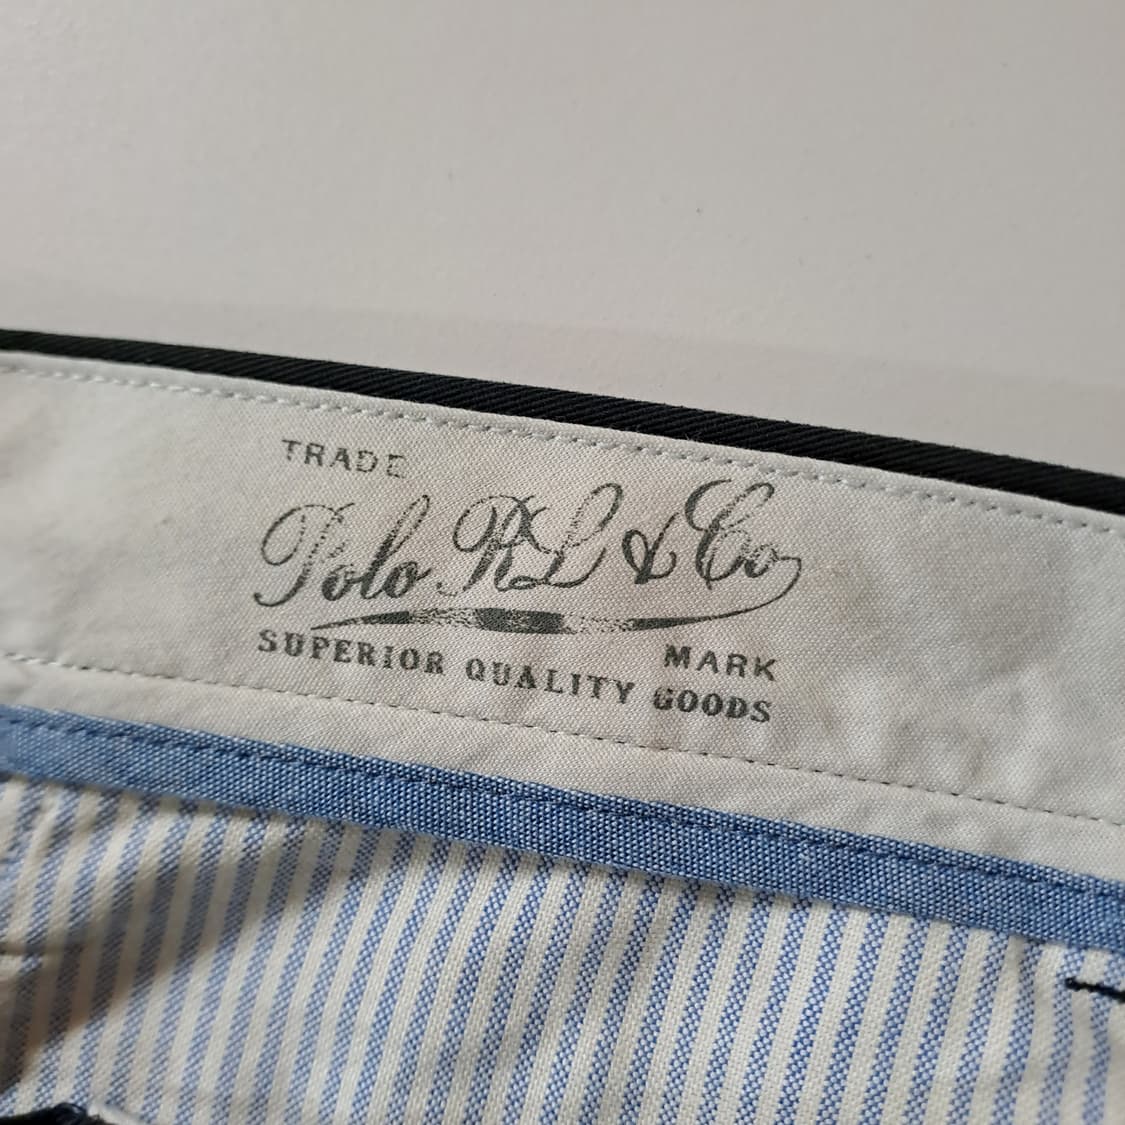 TRADE
Polo RL & Co
MARK
SUPERIOR QUALITY GOODS